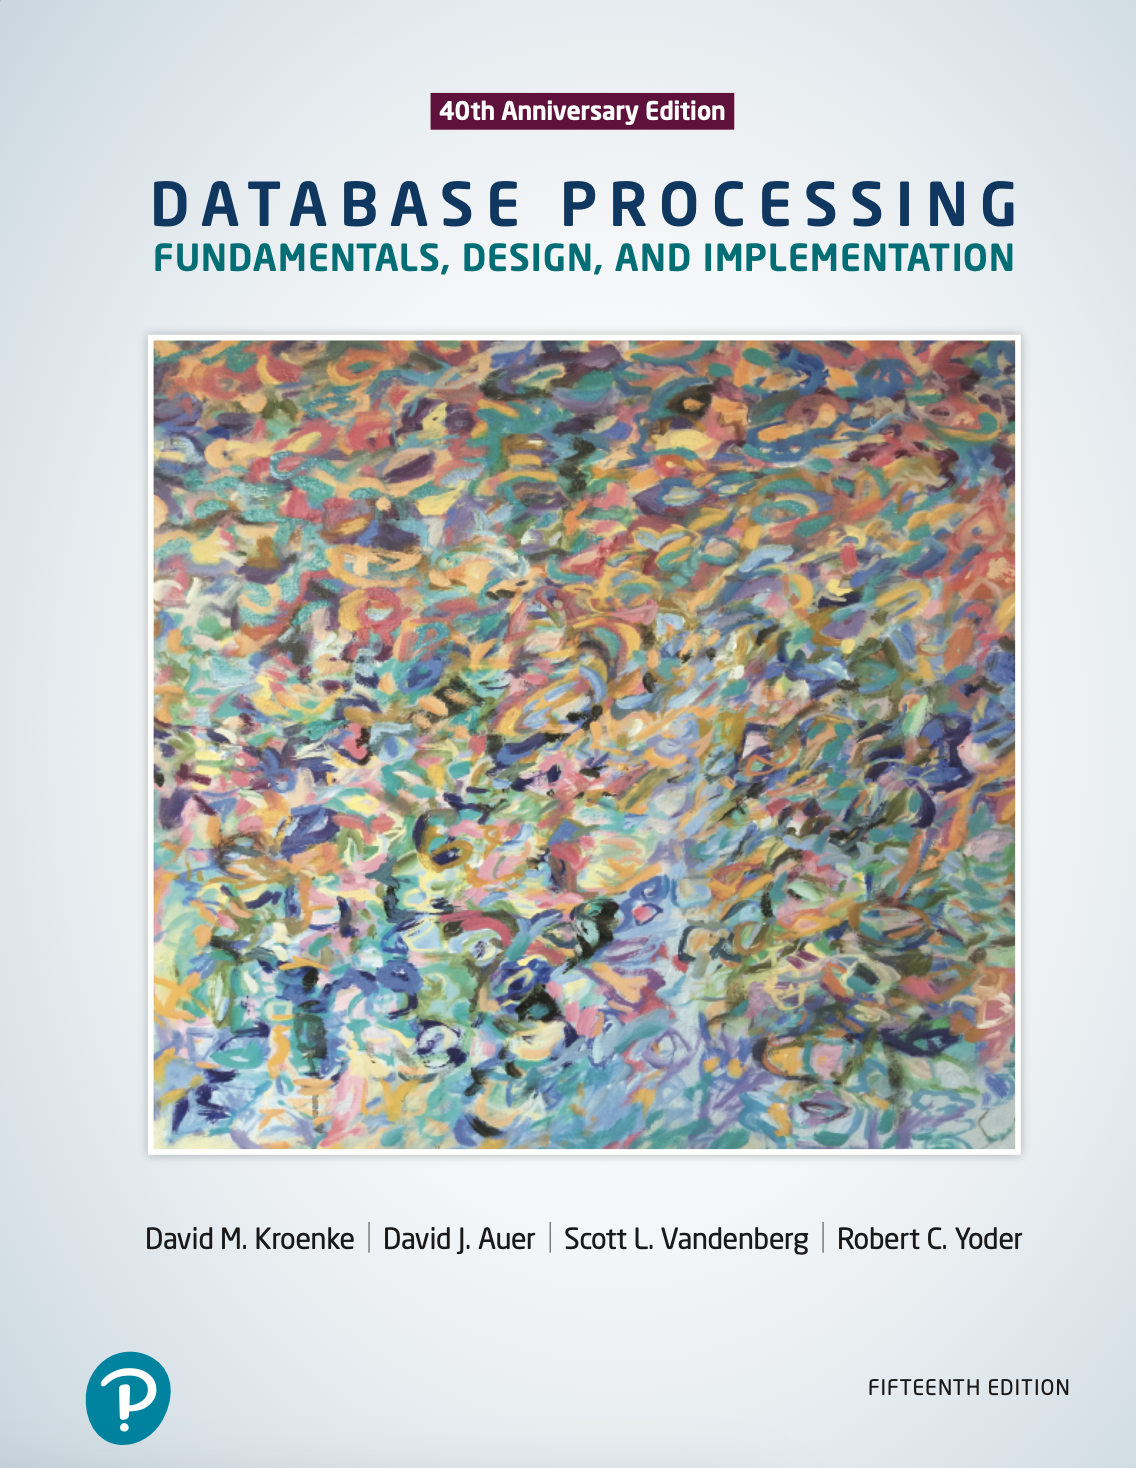 40th Anniversary Edition
DATABASE PROCESSING
FUNDAMENTALS, DESIGN, AND IMPLEMENTATION
David M. Kroenke | David J. Auer | Scott L. Vandenberg | Robert C. Yoder
P
FIFTEENTH EDITION